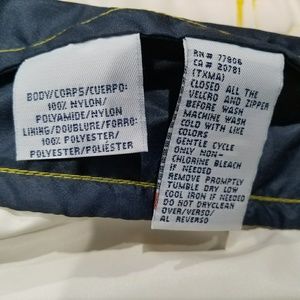 BODY/CORPS/CUERPO:
100% NYLON/
POLYAMIDE/NYLON
LINING/DOUBLURE/FORRO:
100% POLYESTER/
POLYESTER/POLIÉSTER
RN# 77806
CA# 20781
(TXMA)
CLOSED ALL THE
VELCRO AND ZIPPER
BEFORE WASH
MACHINE WASH
COLD WITH LIKE
COLORS
GENTLE CYCLE
ONLY NON-
CHLORINE BLEACH
IF NEEDED
REMOVE PROMPTLY
TUMBLE DRY LOW
COOL IRON IF NEEDED
DO NOT DRYCLEAN
OVER/VERSO/
AL REVERSO